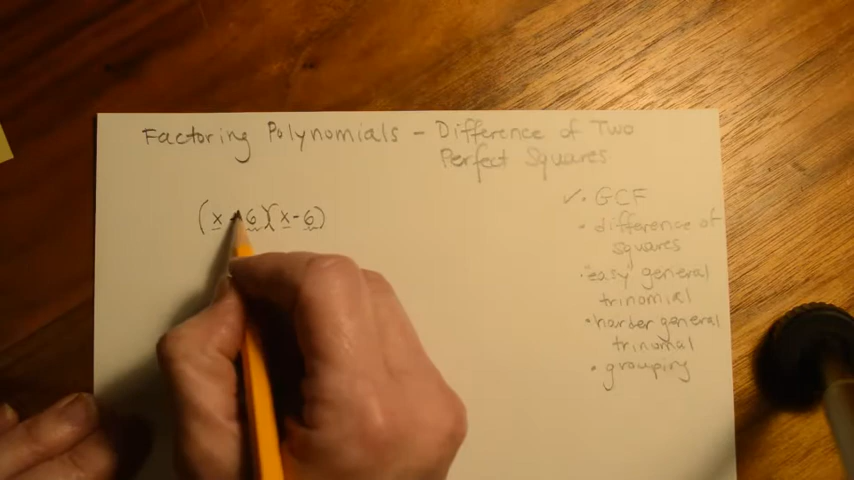 Factoring Polynomials - Difference of Two
Perfect Squares
(x + 6)(x - 6)
✓• GCF
• difference of
squares
• easy general
trinomial
• harder general
trinomal
• grouping